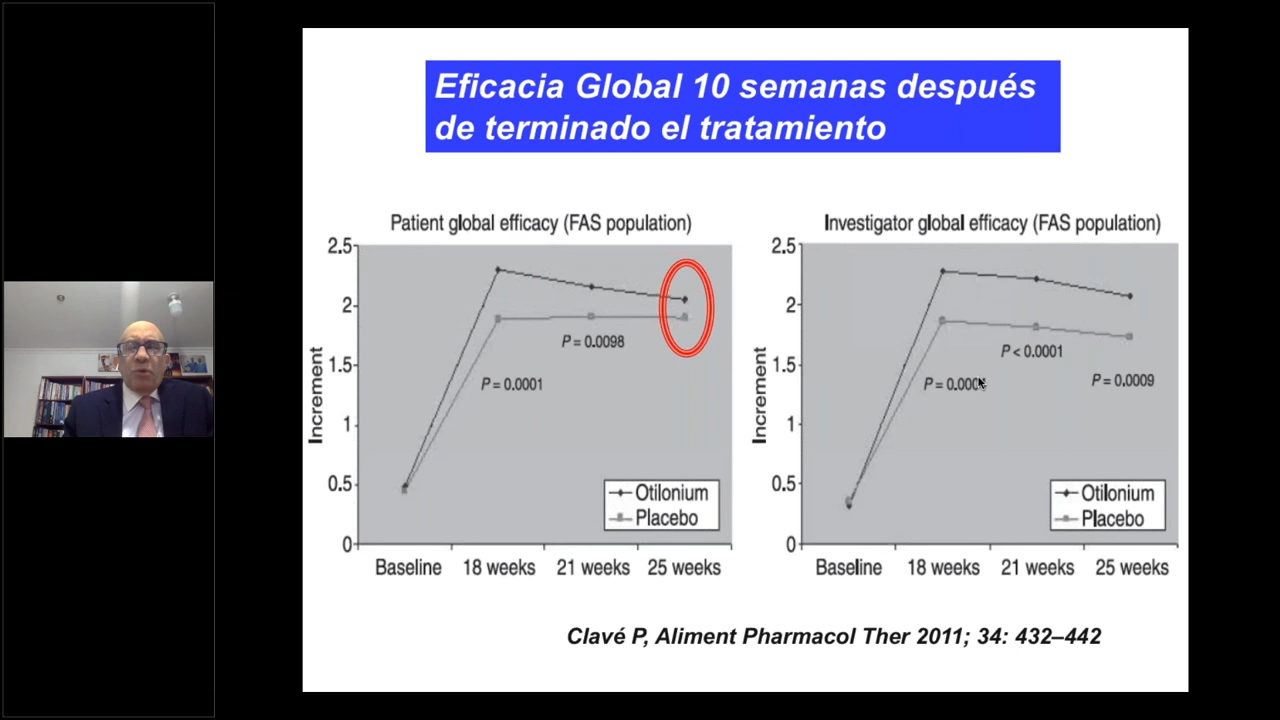 Eficacia Global 10 semanas después
de terminado el tratamiento
Patient global efficacy (FAS population)
2.5
2
1.5
1
0.5
0
Increment
P = 0.0001
P = 0.0098
Otilonium
Placebo
Baseline
18 weeks
21 weeks
25 weeks
Investigator global efficacy (FAS population)
2.5
2
1.5
1
0.5
0
Increment
P =
P < 0.0001
P = 0.0009
Otilonium
Placebo
Baseline
18 weeks
21 weeks
25 weeks
Clavé P, Aliment Pharmacol Ther 2011; 34: 432–442